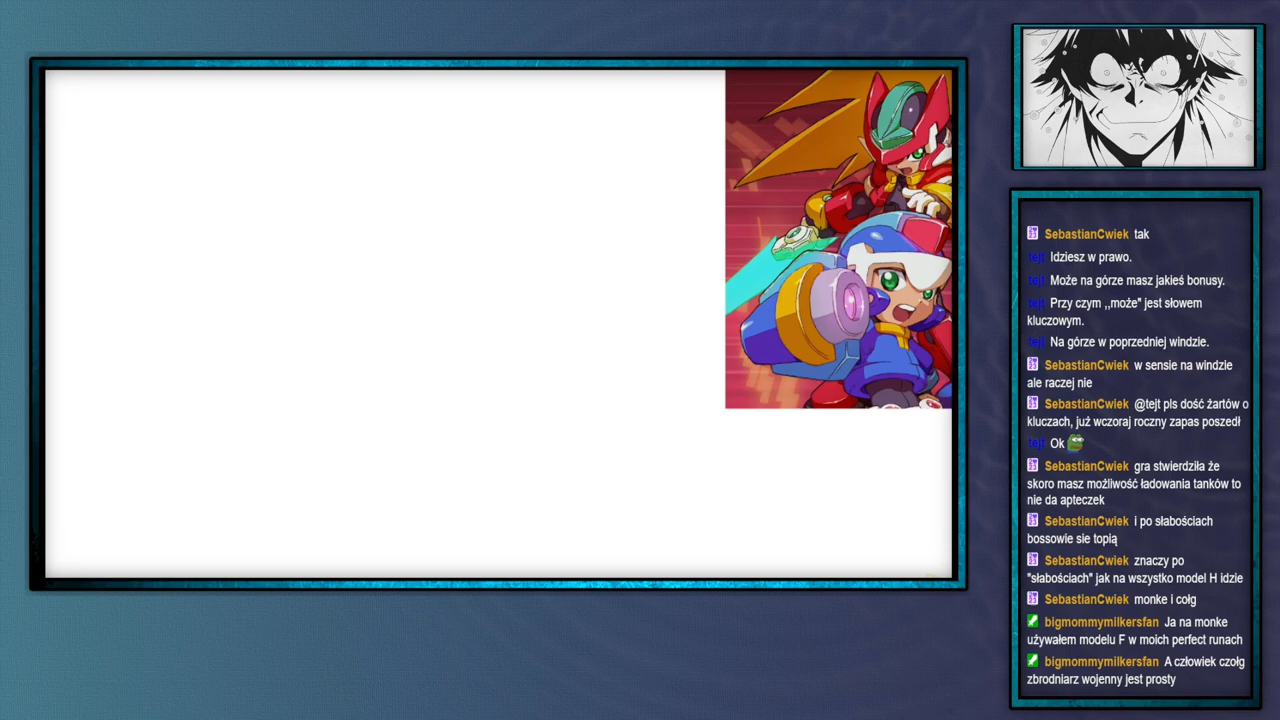 SebastianCwiek tak
tejt Idziesz w prawo.
tejt Może na górze masz jakieś bonusy.
tejt Przy czym ,,może" jest słowem
kluczowym.
tejt Na górze w poprzedniej windzie.
SebastianCwiek w sensie na windzie
ale raczej nie
SebastianCwiek @tejt pls dość żartów o
kluczach, już wczoraj roczny zapas poszedł
tejt Ok
SebastianCwiek gra stwierdziła że
skoro masz możliwość ładowania tanków to
nie da apteczek
SebastianCwiek i po słabościach
bossowie sie topią
SebastianCwiek znaczy po
"słabościach" jak na wszystko model H idzie
SebastianCwiek monke i cołg
bigmommymilkersfan Ja na monke
używałem modelu F w moich perfect runach
bigmommymilkersfan A człowiek czołg
zbrodniarz wojenny jest prosty